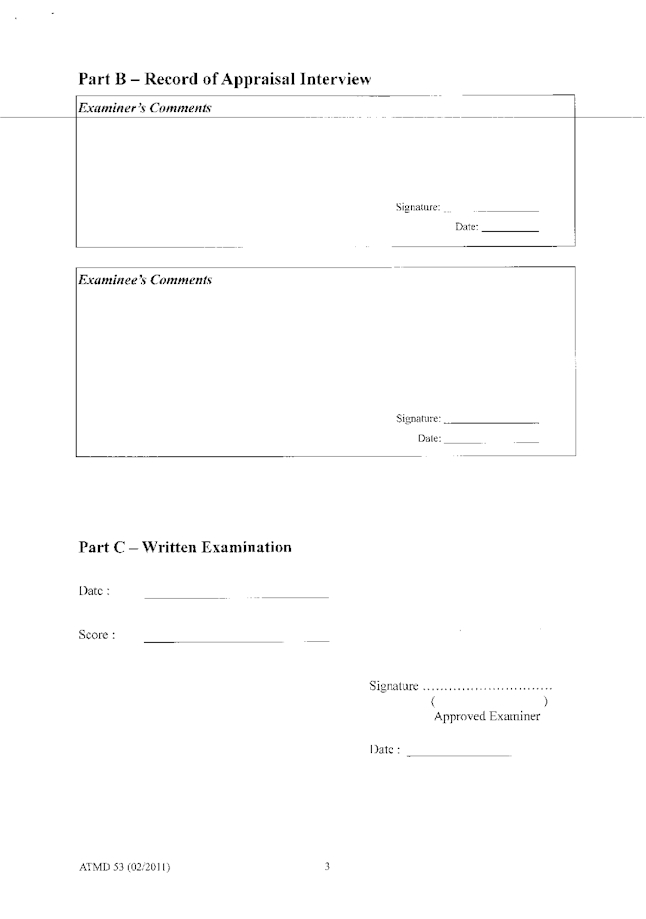 Part B – Record of Appraisal Interview
Examiner's Comments
Signature:
Date:
Examinee's Comments
Signature:
Date:
Part C – Written Examination
Date :
Score :
Signature ..............................
( )
Approved Examiner
Date :
ATMD 53 (02/2011) 3